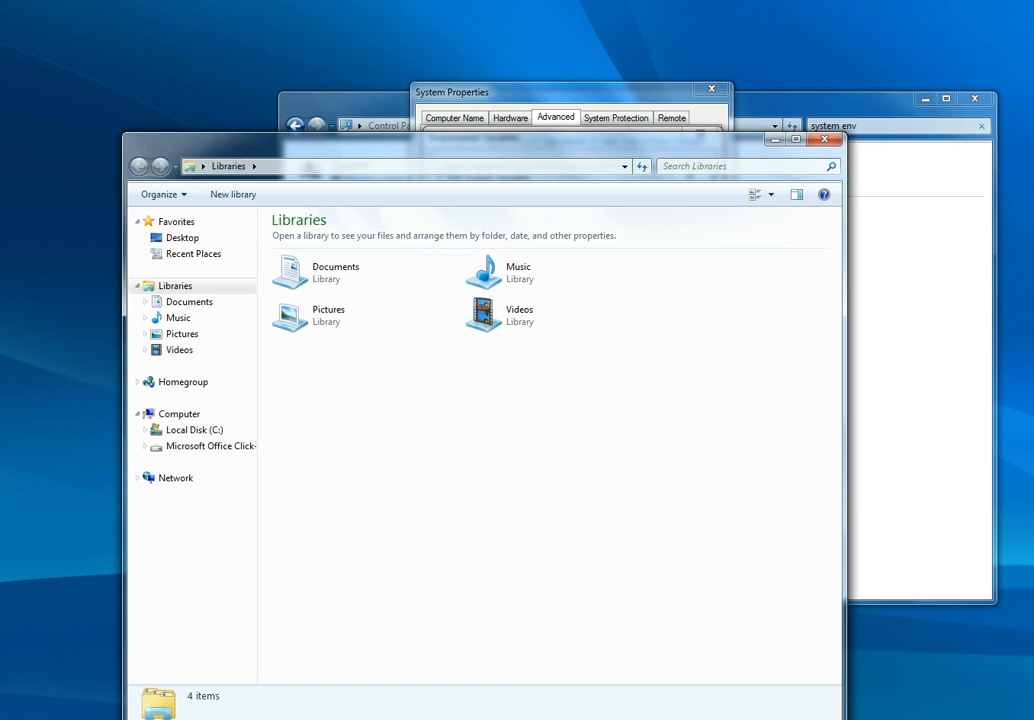 System Properties
Computer Name Hardware Advanced System Protection Remote
Control Pa
system env
Libraries
Search Libraries
Organize New library
Favorites
Desktop
Recent Places
Libraries
Documents
Music
Pictures
Videos
Homegroup
Computer
Local Disk (C:)
Microsoft Office Click-
Network
Libraries
Open a library to see your files and arrange them by folder, date, and other properties.
Documents
Library
Music
Library
Pictures
Library
Videos
Library
4 items